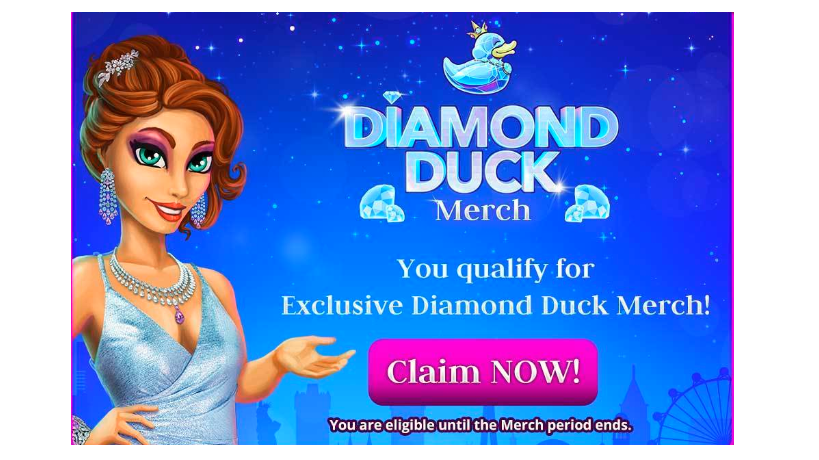 DIAMOND
DUCK
Merch
You qualify for
Exclusive Diamond Duck Merch!
Claim NOW!
You are eligible until the Merch period ends.